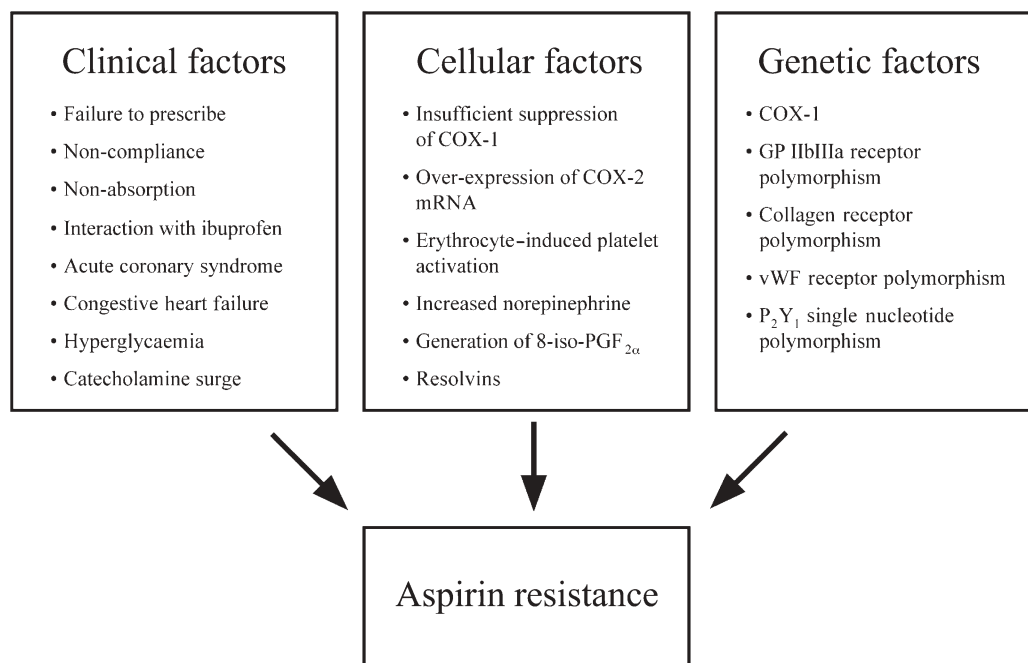 Clinical factors
• Failure to prescribe
• Non-compliance
• Non-absorption
• Interaction with ibuprofen
• Acute coronary syndrome
• Congestive heart failure
• Hyperglycaemia
• Catecholamine surge
Cellular factors
• Insufficient suppression
of COX-1
• Over-expression of COX-2
mRNA
• Erythrocyte–induced platelet
activation
• Increased norepinephrine
• Generation of 8-iso-PGF₂α
• Resolvins
Genetic factors
• COX-1
• GP IIbIIIa receptor
polymorphism
• Collagen receptor
polymorphism
• vWF receptor polymorphism
• P₂Y₁ single nucleotide
polymorphism
Aspirin resistance